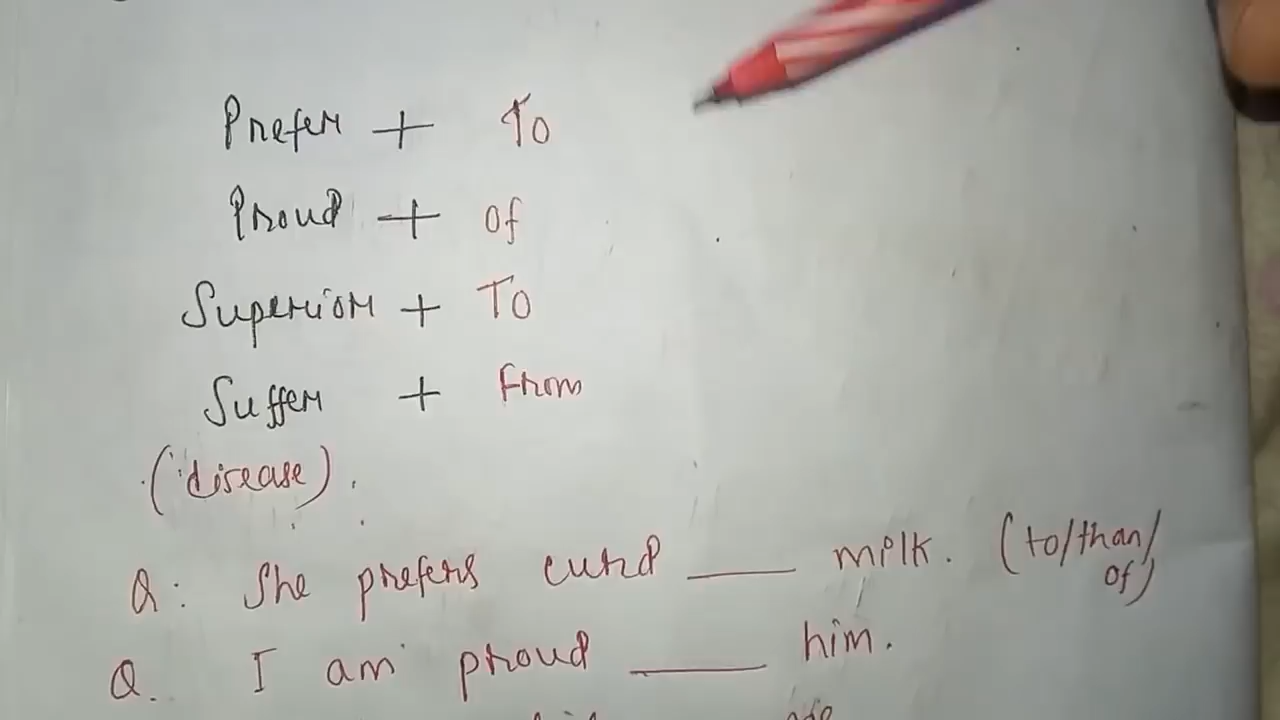 Prefer + To
Proud + of
Superior + To
Suffer + From
(disease).
Q: She prefers curd ____ milk. (to/than/
of)
Q. I am proud ____ him.